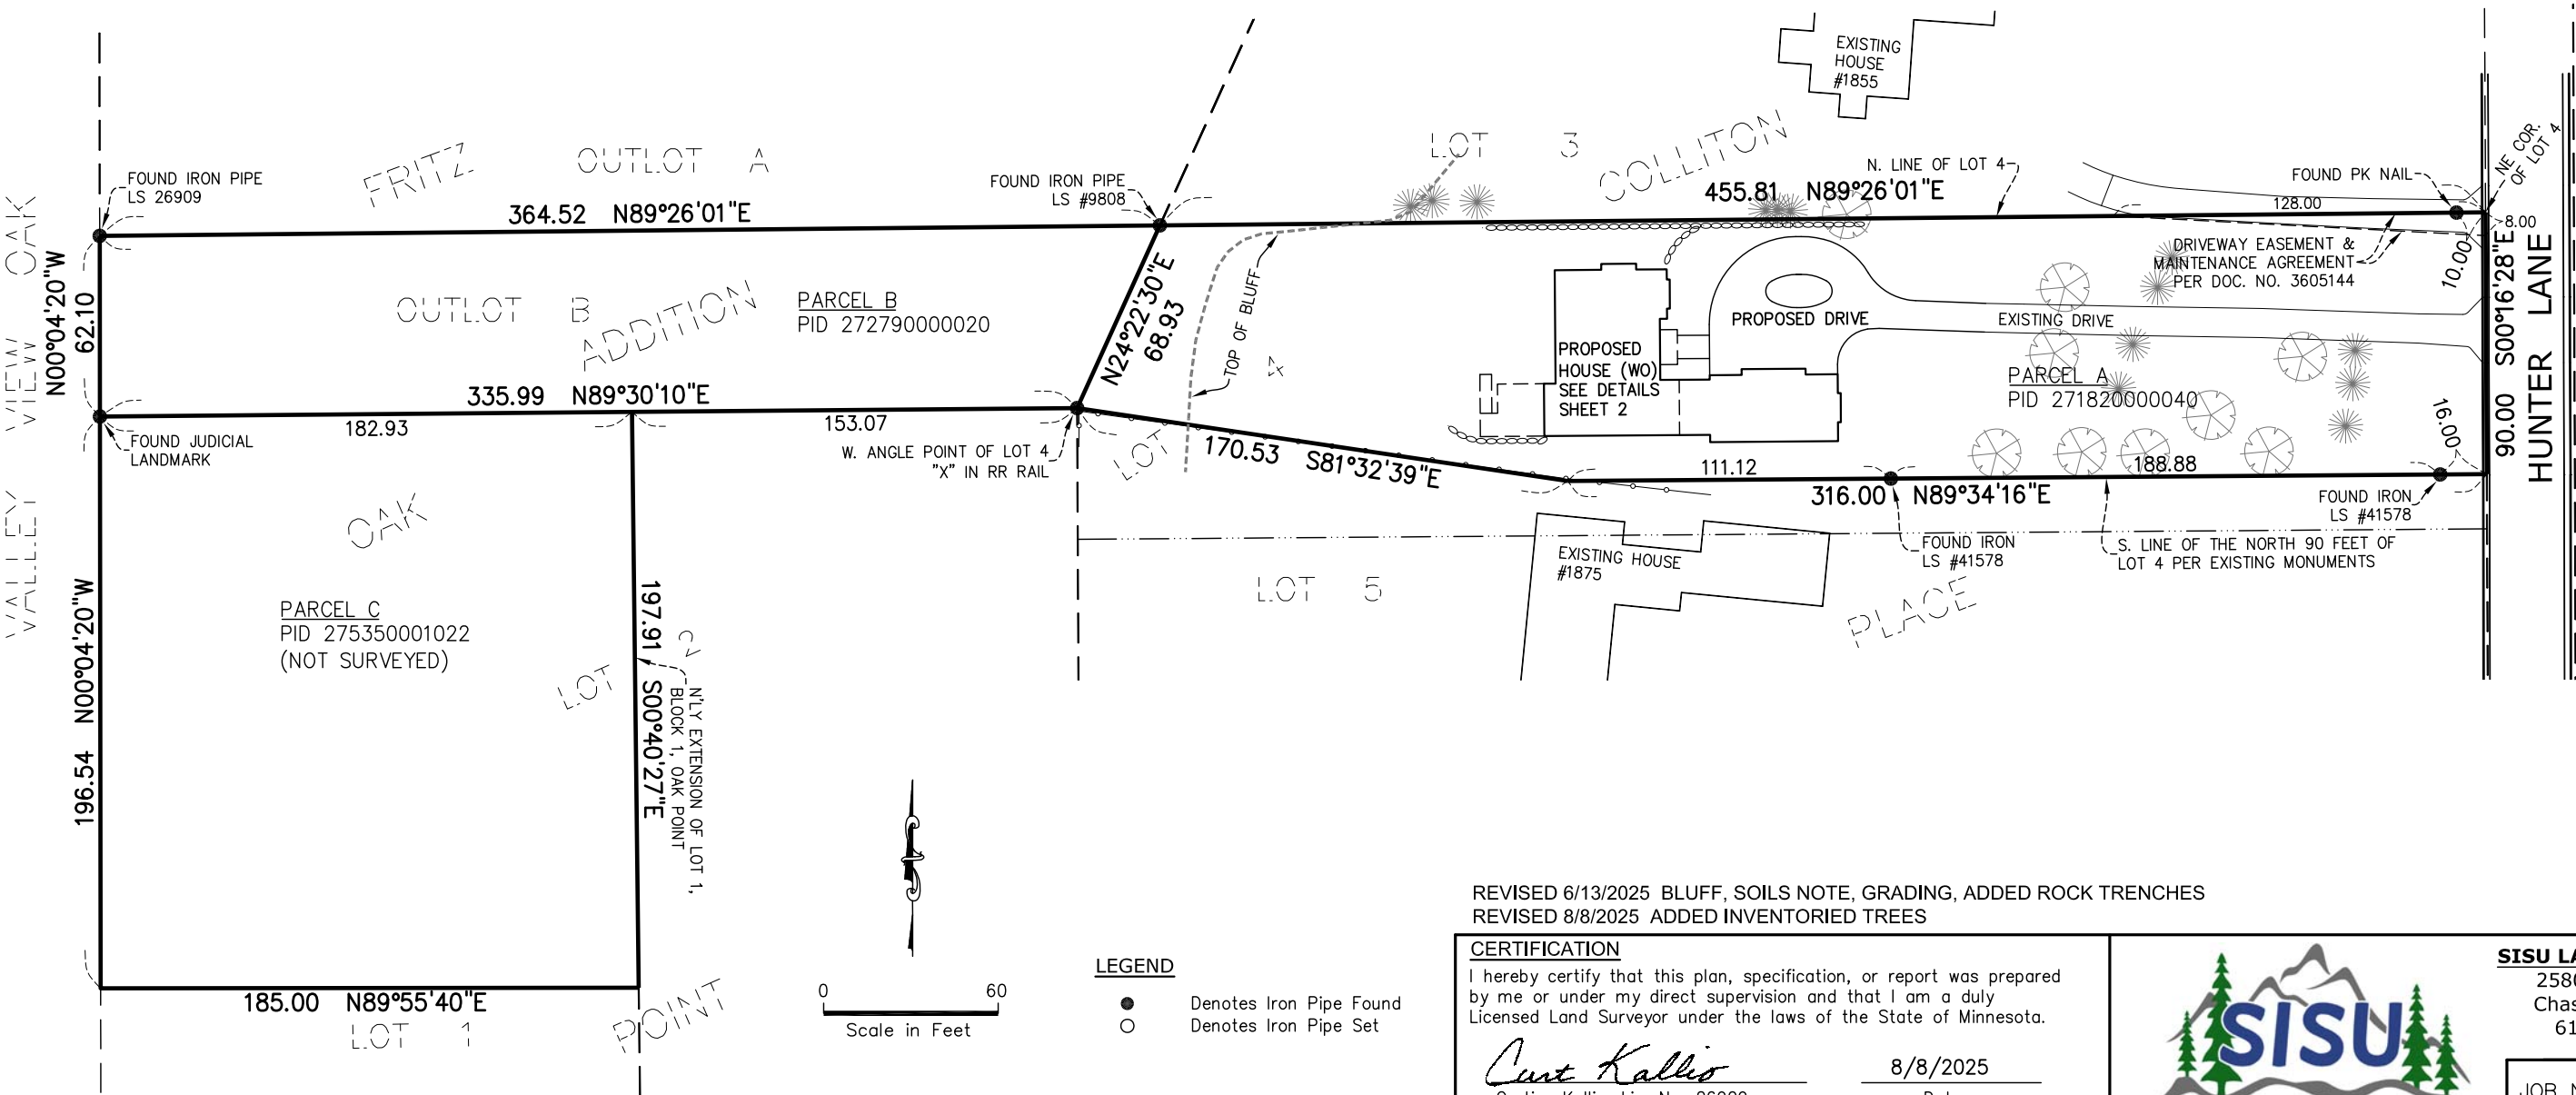 EXISTING
HOUSE
#1855
FRITZ
OUTLOT A
LOT 3
COLLITON
N. LINE OF LOT 4
FOUND PK NAIL
NE COR.
OF LOT 4
FOUND IRON PIPE
LS 26909
FOUND IRON PIPE
LS #9808
364.52 N89°26'01"E
455.81 N89°26'01"E
128.00
8.00
10.00
DRIVEWAY EASEMENT &
MAINTENANCE AGREEMENT
PER DOC. NO. 3605144
VALLEY VIEW OAK
VALLEY VIEW OAK
N00°04'20"W
62.10
OUTLOT B
ADDITION
PARCEL B
PID 272790000020
N24°22'30"E
68.93
TOP OF BLUFF
4
LOT
PROPOSED DRIVE
EXISTING DRIVE
PROPOSED
HOUSE (WO)
SEE DETAILS
SHEET 2
PARCEL A
PID 271820000040
90.00 S0°16'28"E
HUNTER LANE
16.00
335.99 N89°30'10"E
182.93
153.07
FOUND JUDICIAL
LANDMARK
W. ANGLE POINT OF LOT 4
"X" IN RR RAIL
170.53 S81°32'39"E
111.12
188.88
316.00 N89°34'16"E
FOUND IRON
LS #41578
FOUND IRON
LS #41578
S. LINE OF THE NORTH 90 FEET OF
LOT 4 PER EXISTING MONUMENTS
EXISTING HOUSE
#1875
LOT 5
PLACE
OAK
PARCEL C
PID 275350001022
(NOT SURVEYED)
196.54 N00°04'20"W
LOT 2
197.91 S00°40'27"E
N'LY EXTENSION OF LOT 1,
BLOCK 1, OAK POINT
185.00 N89°55'40"E
LOT 1
POINT
0 60
Scale in Feet
LEGEND
Denotes Iron Pipe Found
Denotes Iron Pipe Set
REVISED 6/13/2025 BLUFF, SOILS NOTE, GRADING, ADDED ROCK TRENCHES
REVISED 8/8/2025 ADDED INVENTORIED TREES
CERTIFICATION
I hereby certify that this plan, specification, or report was prepared
by me or under my direct supervision and that I am a duly
Licensed Land Surveyor under the laws of the State of Minnesota.
Curt Kallio
8/8/2025
SISU
SISU LA
258
Chas
61
JOB N